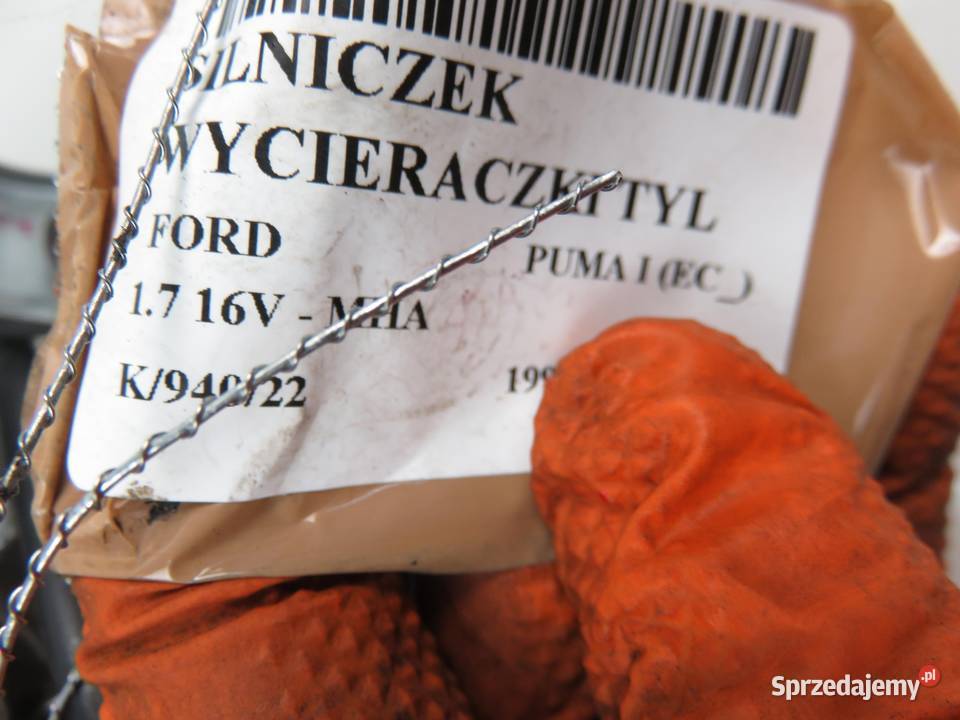 SILNICZEK
WYCIERACZKI TYL
FORD
PUMA I (EC_)
1.7 16V - MHA
K/940/22
Sprzedajemy.pl